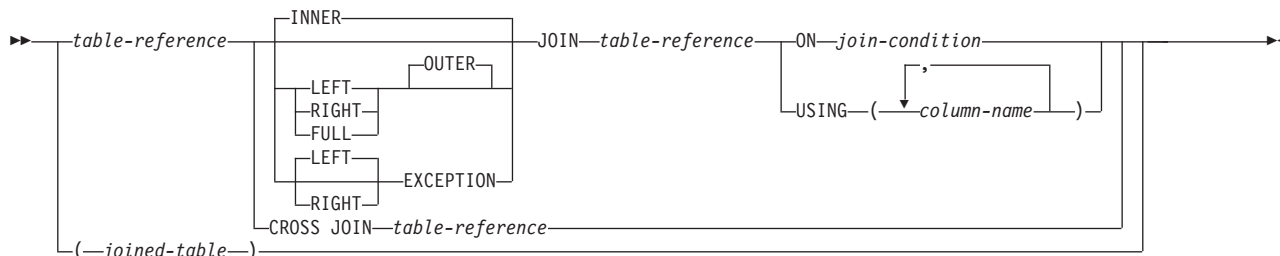 INNER
table-reference JOIN table-reference ON join-condition
OUTER ,
LEFT
RIGHT USING ( column-name )
FULL
LEFT
EXCEPTION
RIGHT
CROSS JOIN table-reference
( joined-table )